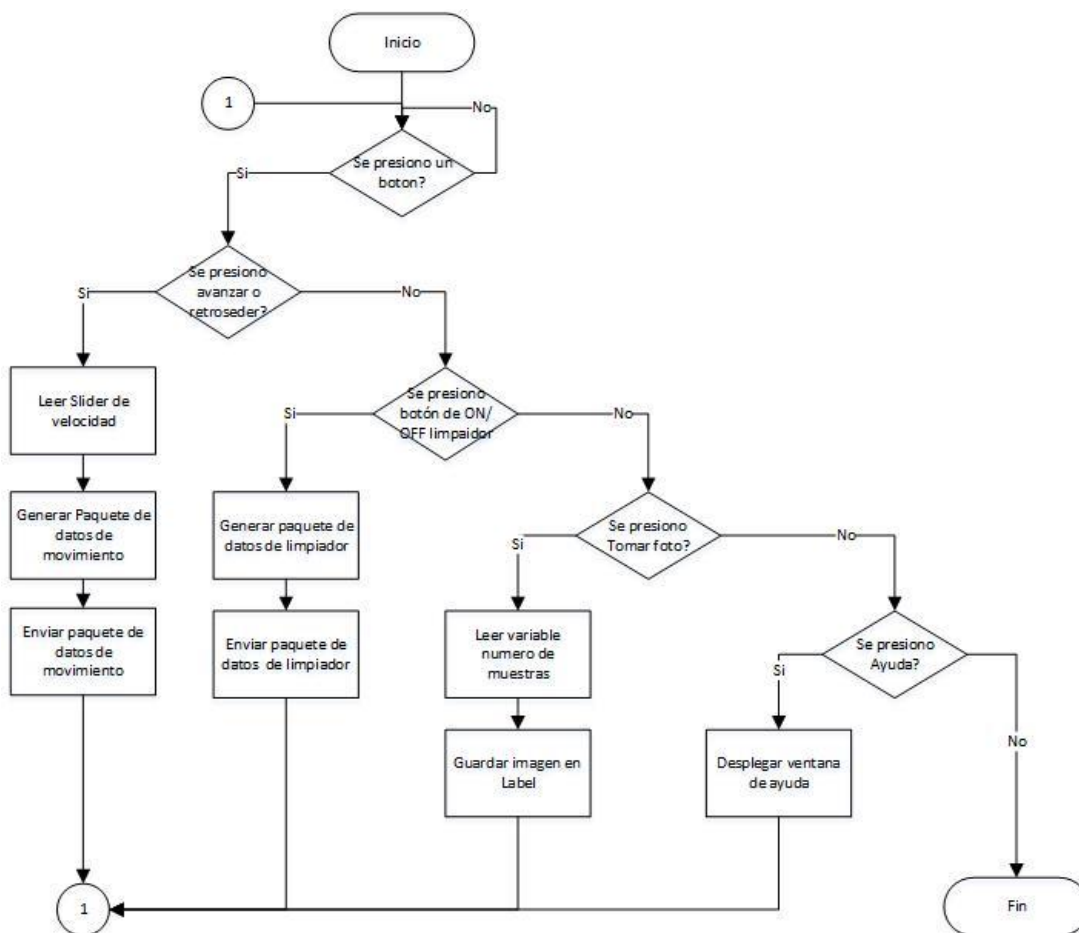 Inicio
1
No
Se presiono un
boton?
Si
Se presiono
avanzar o
retroseder?
Si
No
Leer Slider de
velocidad
Se presiono
botón de ON/
OFF limpaidor
Si
No
Generar Paquete de
datos de
movimiento
Generar paquete de
datos de limpiador
Se presiono
Tomar foto?
Si
No
Enviar paquete de
datos de
movimiento
Enviar paquete de
datos de limpiador
Leer variable
numero de
muestras
Se presiono
Ayuda?
Si
No
Guardar imagen en
Label
Desplegar ventana
de ayuda
1
Fin